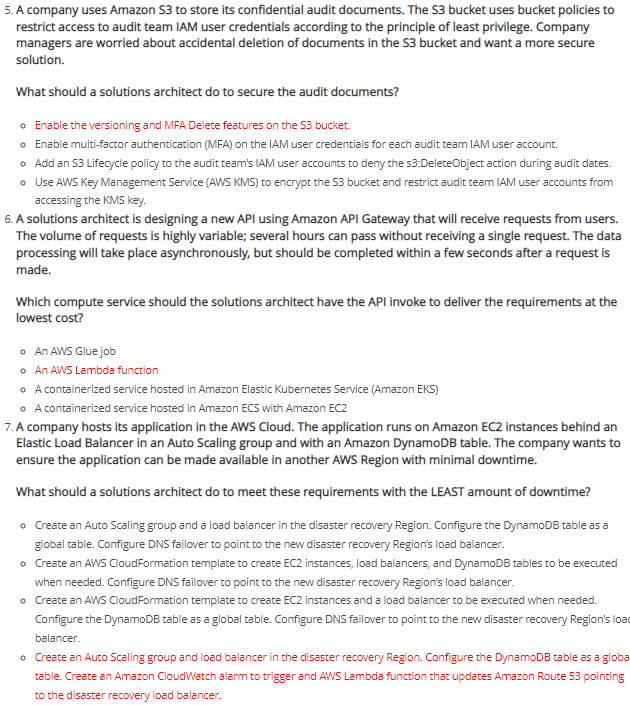 5. A company uses Amazon S3 to store its confidential audit documents. The S3 bucket uses bucket policies to
restrict access to audit team IAM user credentials according to the principle of least privilege. Company
managers are worried about accidental deletion of documents in the S3 bucket and want a more secure
solution.
What should a solutions architect do to secure the audit documents?
Enable the versioning and MFA Delete features on the S3 bucket.
Enable multi-factor authentication (MFA) on the IAM user credentials for each audit team IAM user account.
Add an S3 Lifecycle policy to the audit team's IAM user accounts to deny the s3:DeleteObject action during audit dates.
Use AWS Key Management Service (AWS KMS) to encrypt the S3 bucket and restrict audit team IAM user accounts from
accessing the KMS key.
6. A solutions architect is designing a new API using Amazon API Gateway that will receive requests from users.
The volume of requests is highly variable; several hours can pass without receiving a single request. The data
processing will take place asynchronously, but should be completed within a few seconds after a request is
made.
Which compute service should the solutions architect have the API invoke to deliver the requirements at the
lowest cost?
An AWS Glue job
An AWS Lambda function
A containerized service hosted in Amazon Elastic Kubernetes Service (Amazon EKS)
A containerized service hosted in Amazon ECS with Amazon EC2
7. A company hosts its application in the AWS Cloud. The application runs on Amazon EC2 instances behind an
Elastic Load Balancer in an Auto Scaling group and with an Amazon DynamoDB table. The company wants to
ensure the application can be made available in another AWS Region with minimal downtime.
What should a solutions architect do to meet these requirements with the LEAST amount of downtime?
Create an Auto Scaling group and a load balancer in the disaster recovery Region. Configure the DynamoDB table as a
global table. Configure DNS failover to point to the new disaster recovery Region's load balancer.
Create an AWS CloudFormation template to create EC2 instances, load balancers, and DynamoDB tables to be executed
when needed. Configure DNS failover to point to the new disaster recovery Region's load balancer.
Create an AWS CloudFormation template to create EC2 instances and a load balancer to be executed when needed.
Configure the DynamoDB table as a global table. Configure DNS failover to point to the new disaster recovery Region's loa
balancer.
Create an Auto Scaling group and load balancer in the disaster recovery Region. Configure the DynamoDB table as a globa
table. Create an Amazon CloudWatch alarm to trigger and AWS Lambda function that updates Amazon Route 53 pointing
to the disaster recovery load balancer.